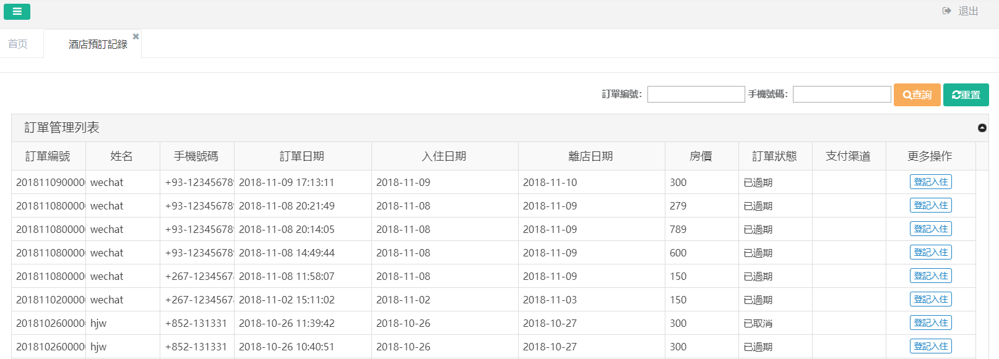 退出
首页 酒店預訂記錄
訂單編號： 手機號碼： 查詢 重置
訂單管理列表
訂單編號 姓名 手機號碼 訂單日期 入住日期 離店日期 房價 訂單狀態 支付渠道 更多操作
201811090000 wechat +93-12345678 2018-11-09 17:13:11 2018-11-09 2018-11-10 300 已過期 登記入住
201811080000 wechat +93-12345678 2018-11-08 20:21:49 2018-11-08 2018-11-09 279 已過期 登記入住
201811080000 wechat +93-12345678 2018-11-08 20:14:05 2018-11-08 2018-11-09 789 已過期 登記入住
201811080000 wechat +93-12345678 2018-11-08 14:49:44 2018-11-08 2018-11-09 600 已過期 登記入住
201811080000 wechat +267-1234567 2018-11-08 11:58:07 2018-11-08 2018-11-09 150 已過期 登記入住
201811020000 wechat +267-1234567 2018-11-02 15:11:02 2018-11-02 2018-11-03 150 已過期 登記入住
201810260000 hjw +852-131331 2018-10-26 11:39:42 2018-10-26 2018-10-27 300 已取消 登記入住
201810260000 hjw +852-131331 2018-10-26 10:40:51 2018-10-26 2018-10-27 300 已過期 登記入住